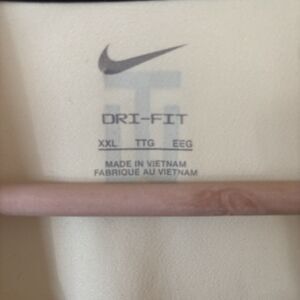 DRI-FIT
XXL TTG EEG
MADE IN VIETNAM
FABRIQUÉ AU VIETNAM